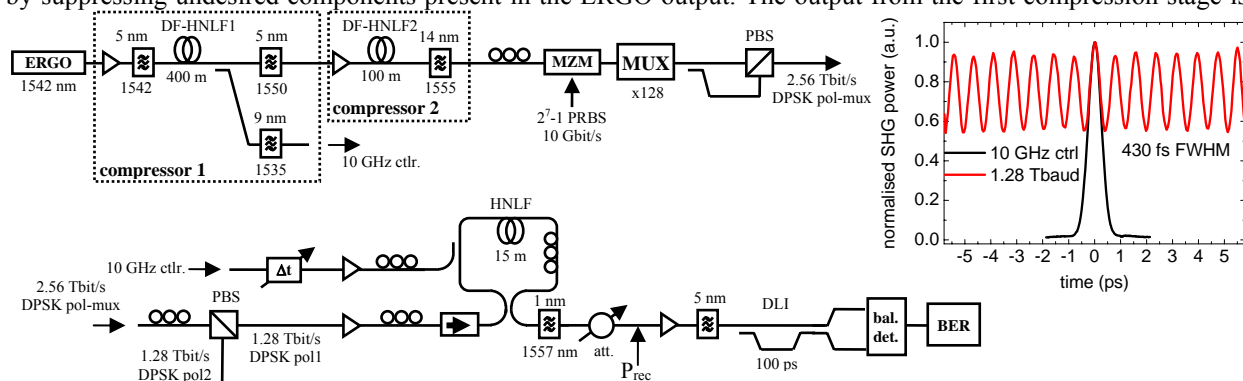 by suppressing undesired components present in the ERGO output. The output from the first compression stage is
ERGO
1542 nm
5 nm
1542
DF-HNLF1
400 m
5 nm
1550
9 nm
1535
compressor 1
10 GHz ctlr.
DF-HNLF2
100 m
14 nm
1555
compressor 2
MZM
2⁷-1 PRBS
10 Gbit/s
MUX
x128
PBS
2.56 Tbit/s
DPSK pol-mux
normalised SHG power (a.u.)
1.0
0.8
0.6
0.4
0.2
0.0
10 GHz ctrl
430 fs FWHM
1.28 Tbaud
-5 -4 -3 -2 -1 0 1 2 3 4 5
time (ps)
10 GHz ctlr.
Δt
HNLF
15 m
2.56 Tbit/s
DPSK pol-mux
PBS
1.28 Tbit/s
DPSK pol2
1.28 Tbit/s
DPSK pol1
1 nm
1557 nm
att.
Prec
5 nm
DLI
100 ps
bal.
det.
BER